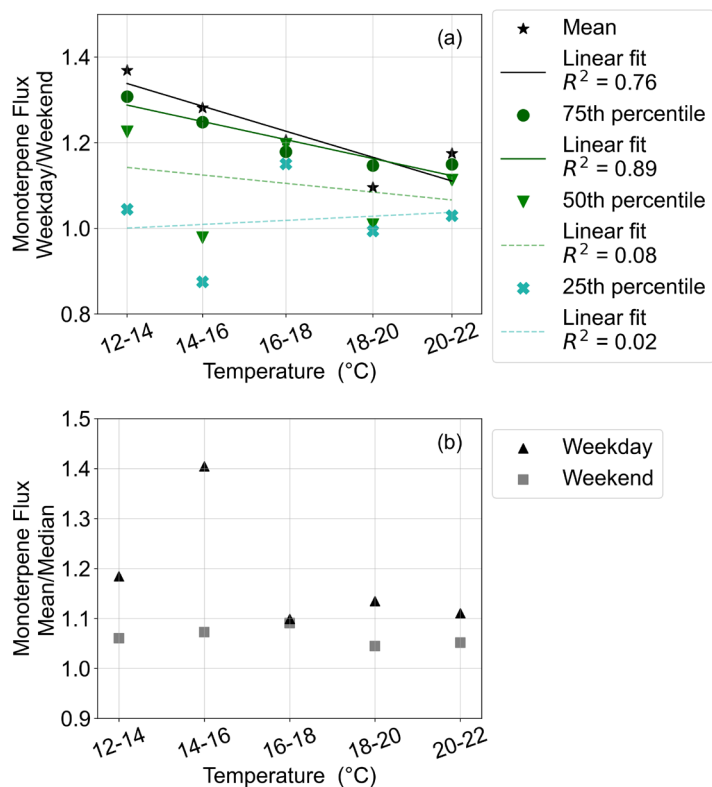 1.4
1.2
1.0
0.8
Monoterpene Flux
Weekday/Weekend
(a)
12-14
14-16
16-18
18-20
20-22
Temperature (°C)
Mean
Linear fit
R² = 0.76
75th percentile
Linear fit
R² = 0.89
50th percentile
Linear fit
R² = 0.08
25th percentile
Linear fit
R² = 0.02
1.5
1.4
1.3
1.2
1.1
1.0
0.9
Monoterpene Flux
Mean/Median
(b)
12-14
14-16
16-18
18-20
20-22
Temperature (°C)
Weekday
Weekend